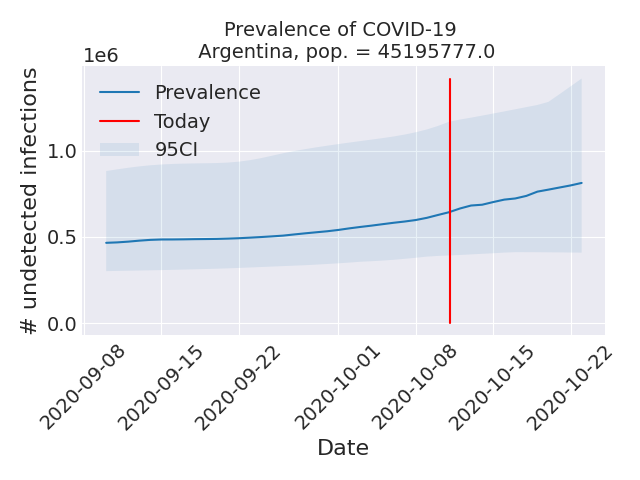 Prevalence of COVID-19
Argentina, pop. = 45195777.0
1e6
# undetected infections
1.0
0.5
0.0
Prevalence
Today
95CI
2020-09-08
2020-09-15
2020-09-22
2020-10-01
2020-10-08
2020-10-15
2020-10-22
Date